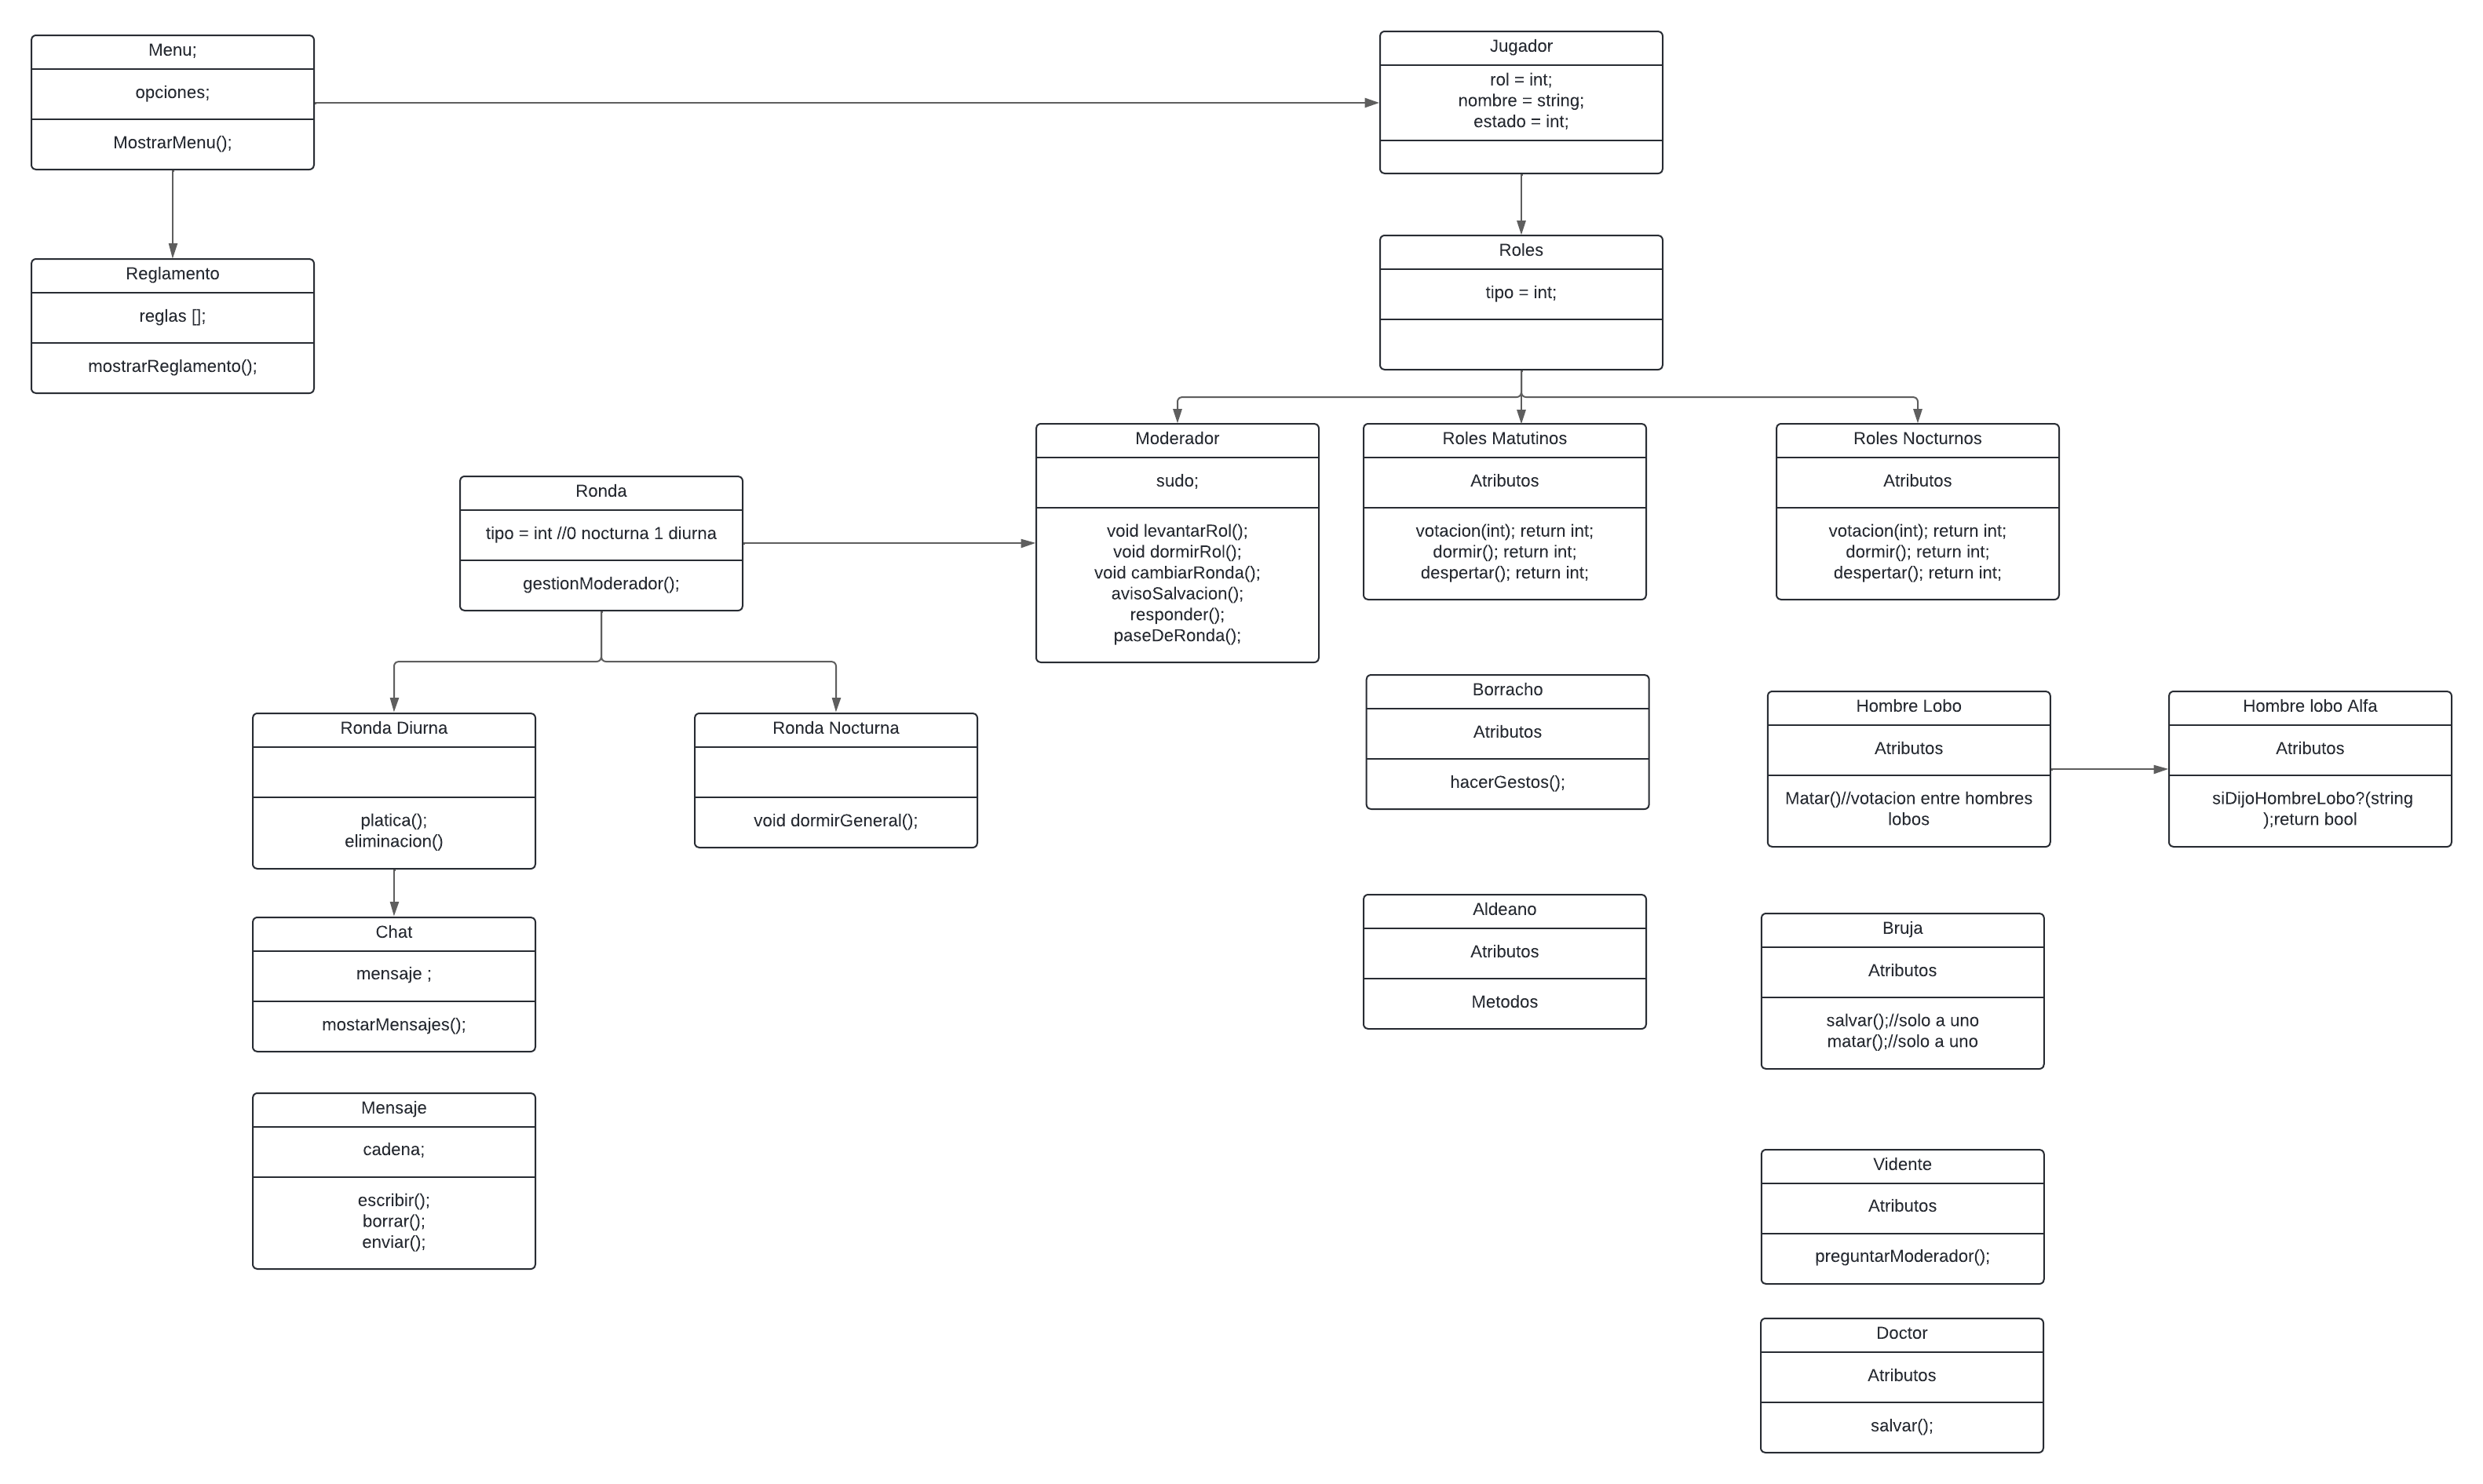 Menu;
opciones;
MostrarMenu();
Jugador
rol = int;
nombre = string;
estado = int;
Reglamento
reglas [];
mostrarReglamento();
Roles
tipo = int;
Moderador
sudo;
void levantarRol();
void dormirRol();
void cambiarRonda();
avisoSalvacion();
responder();
paseDeRonda();
Roles Matutinos
Atributos
votacion(int); return int;
dormir(); return int;
despertar(); return int;
Roles Nocturnos
Atributos
votacion(int); return int;
dormir(); return int;
despertar(); return int;
Ronda
tipo = int //0 nocturna 1 diurna
gestionModerador();
Ronda Diurna
platica();
eliminacion()
Ronda Nocturna
void dormirGeneral();
Borracho
Atributos
hacerGestos();
Hombre Lobo
Atributos
Matar()//votacion entre hombres
lobos
Hombre lobo Alfa
Atributos
siDijoHombreLobo?(string
);return bool
Chat
mensaje ;
mostarMensajes();
Aldeano
Atributos
Metodos
Bruja
Atributos
salvar();//solo a uno
matar();//solo a uno
Mensaje
cadena;
escribir();
borrar();
enviar();
Vidente
Atributos
preguntarModerador();
Doctor
Atributos
salvar();